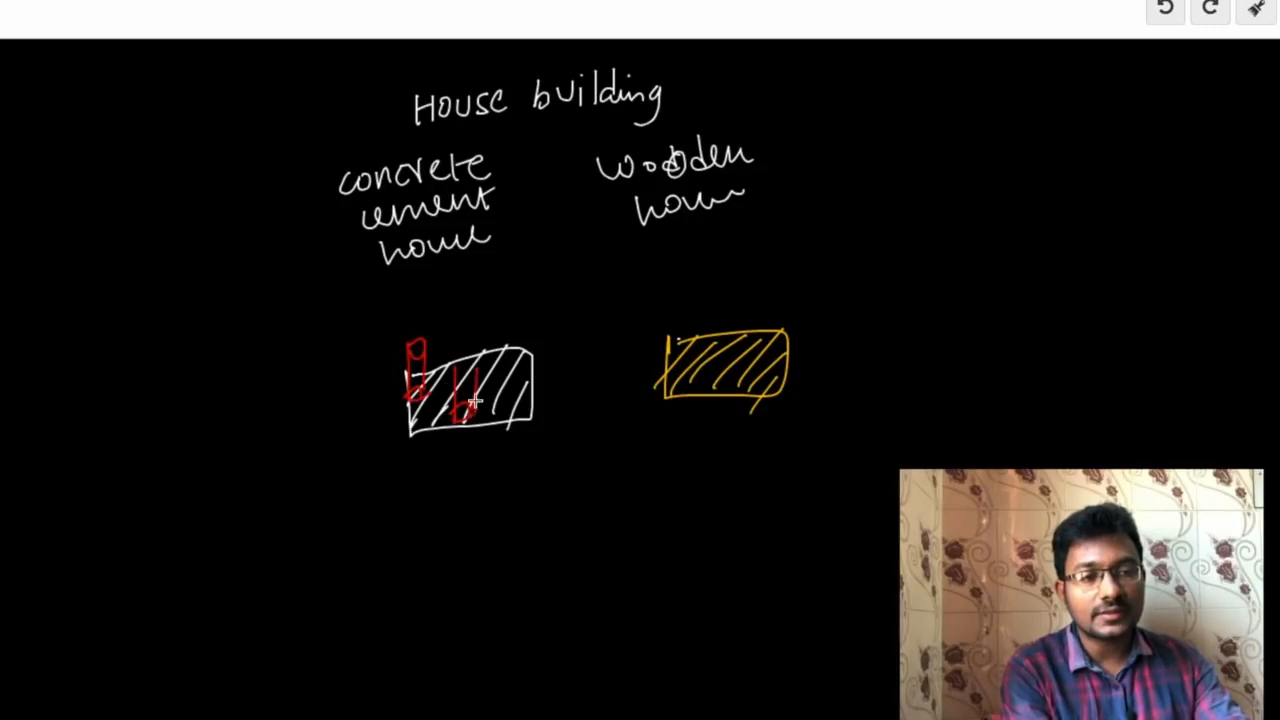 House building
concrete
cement
house
wooden
house